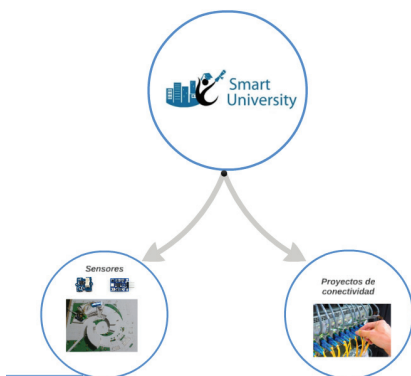 Smart
University
Sensores
Proyectos de
conectividad